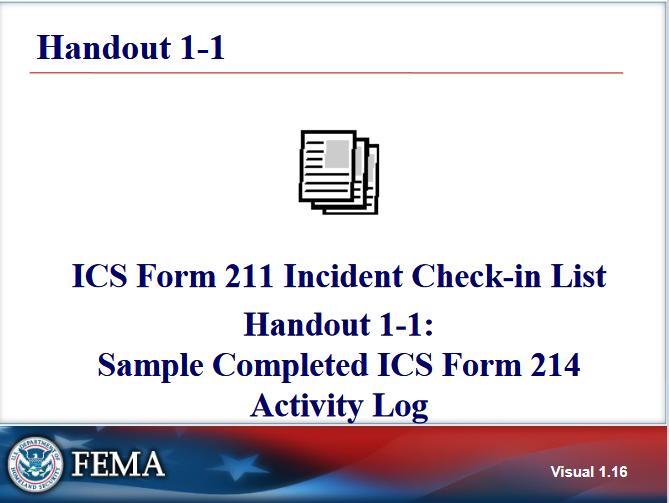 Handout 1-1
ICS Form 211 Incident Check-in List
Handout 1-1:
Sample Completed ICS Form 214
Activity Log
FEMA
Visual 1.16